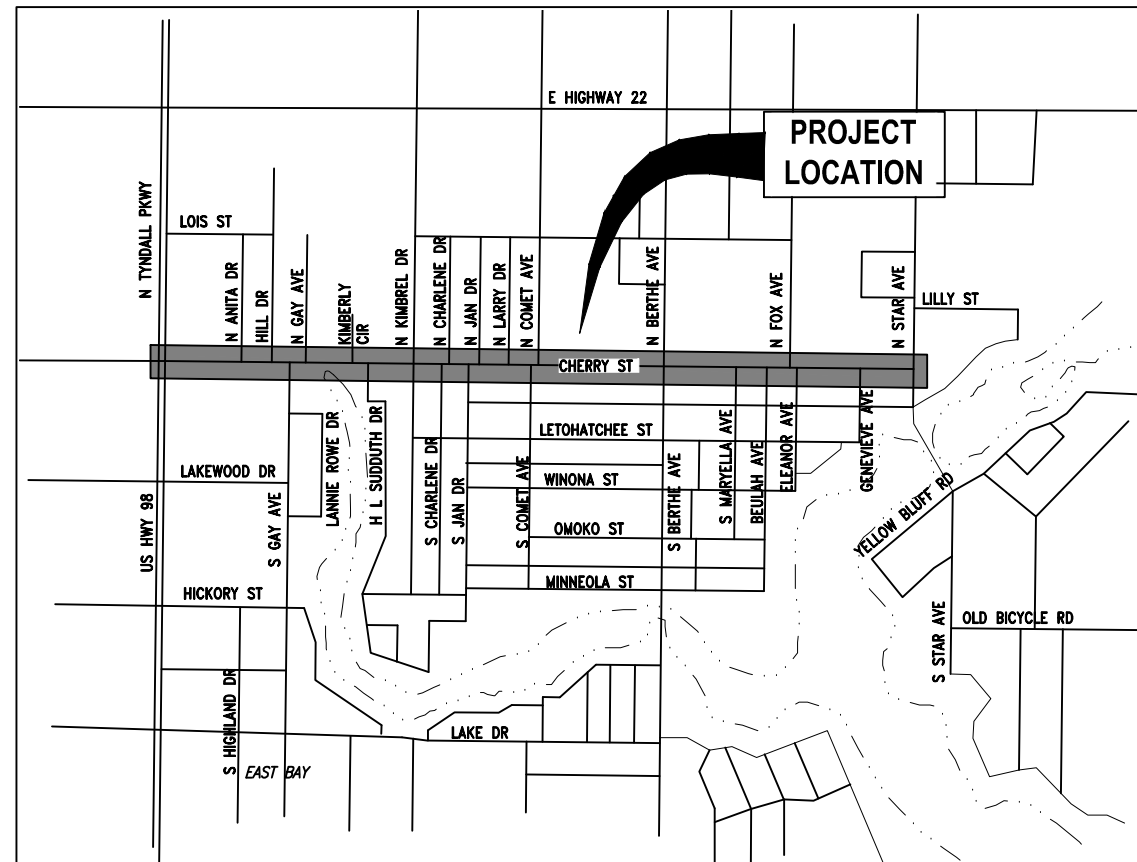 E HIGHWAY 22
PROJECT
LOCATION
N TYNDALL PKWY
LOIS ST
N ANITA DR
HILL DR
N GAY AVE
KIMBERLY
CIR
N KIMBREL DR
N CHARLENE DR
N JAN DR
N LARRY DR
N COMET AVE
N BERTHE AVE
N FOX AVE
N STAR AVE
LILLY ST
CHERRY ST
LETOHATCHEE ST
LAKEWOOD DR
LANNIE ROWE DR
H L SUDDUTH DR
S GAY AVE
S CHARLENE DR
S JAN DR
S COMET AVE
WINONA ST
S BERTHE AVE
S MARYELLA AVE
BEULAH AVE
ELEANOR AVE
GENEVIEVE AVE
YELLOW BLUFF RD
US HWY 98
OMOKO ST
MINNEOLA ST
HICKORY ST
OLD BICYCLE RD
S STAR AVE
S HIGHLAND DR
LAKE DR
EAST BAY